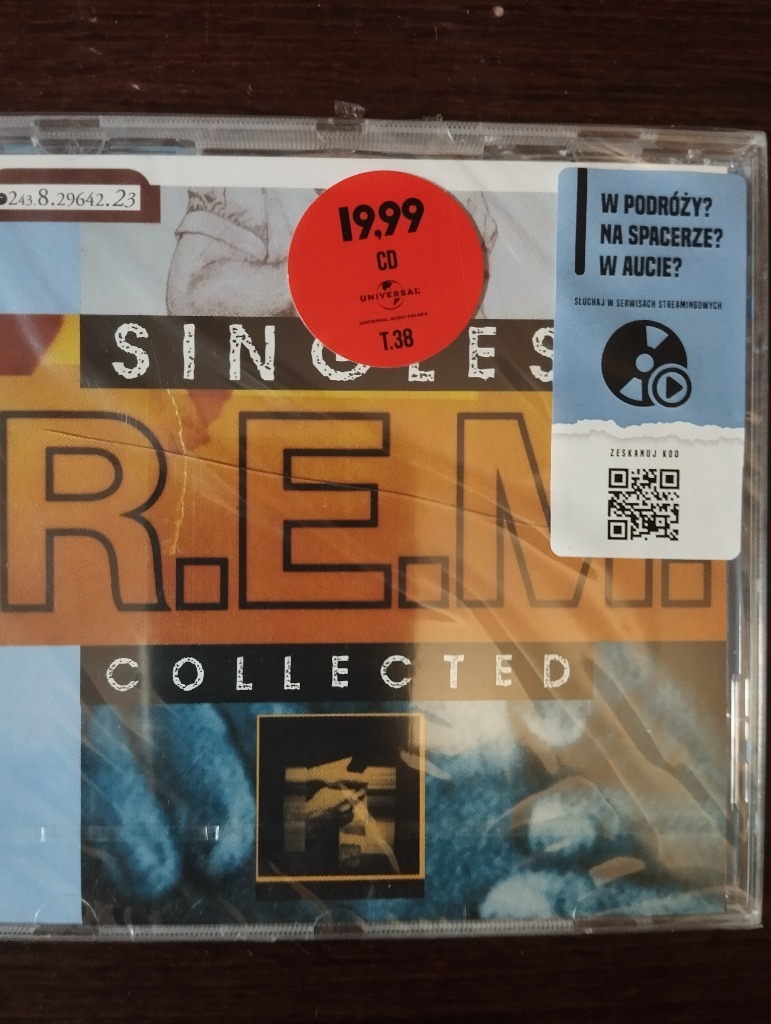 243.8.29642.23
19,99
CD
UNIVERSAL
UNIVERSAL MUSIC POLSKA
T.38
W PODRÓŻY?
NA SPACERZE?
W AUCIE?
SŁUCHAJ W SERWISACH STREAMINGOWYCH
ZESKANUJ KOD
SINGLES
R.E.M.
COLLECTED